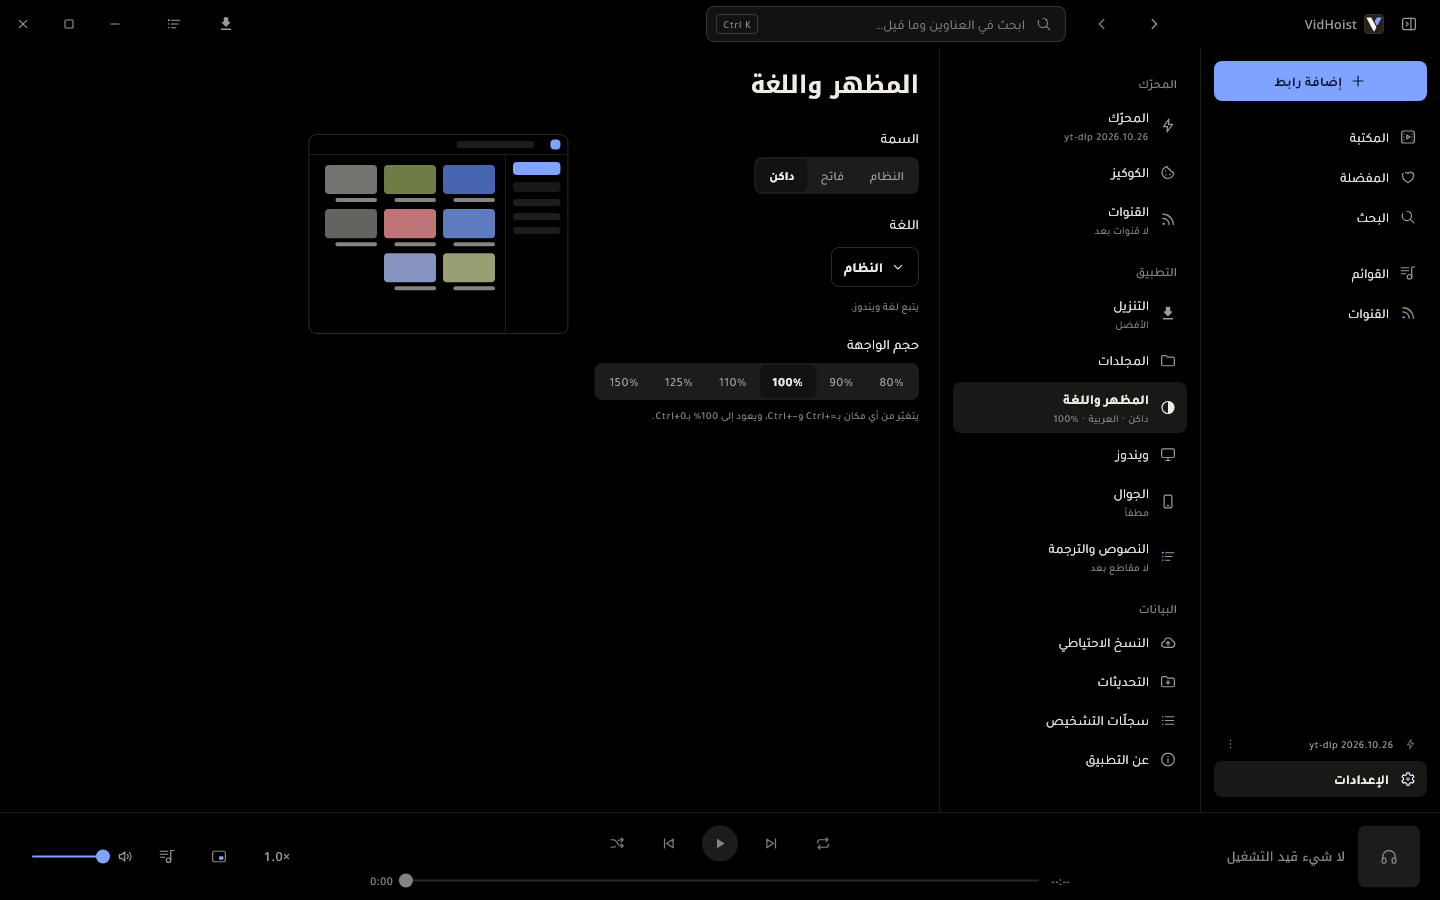 VidHoist
ابحث في العناوين وما قيل...
Ctrl K
إضافة رابط
المكتبة
المفضلة
البحث
القوائم
القنوات
yt-dlp 2026.10.26
الإعدادات
المحرّك
المحرّك
yt-dlp 2026.10.26
الكوكيز
القنوات
لا قنوات بعد
التطبيق
التنزيل
الأفضل
المجلدات
المظهر واللغة
داكن · العربية · 100%
ويندوز
الجوال
مطفأ
النصوص والترجمة
لا مقاطع بعد
البيانات
النسخ الاحتياطي
التحديثات
سجلّات التشخيص
عن التطبيق
المظهر واللغة
السمة
النظام فاتح داكن
اللغة
النظام
يتبع لغة ويندوز.
حجم الواجهة
80% 90% 100% 110% 125% 150%
يتغيّر من أي مكان بـ Ctrl+= و Ctrl+−، ويعود إلى 100% بـ Ctrl+0.
لا شيء قيد التشغيل
1.0×
0:00
--:--